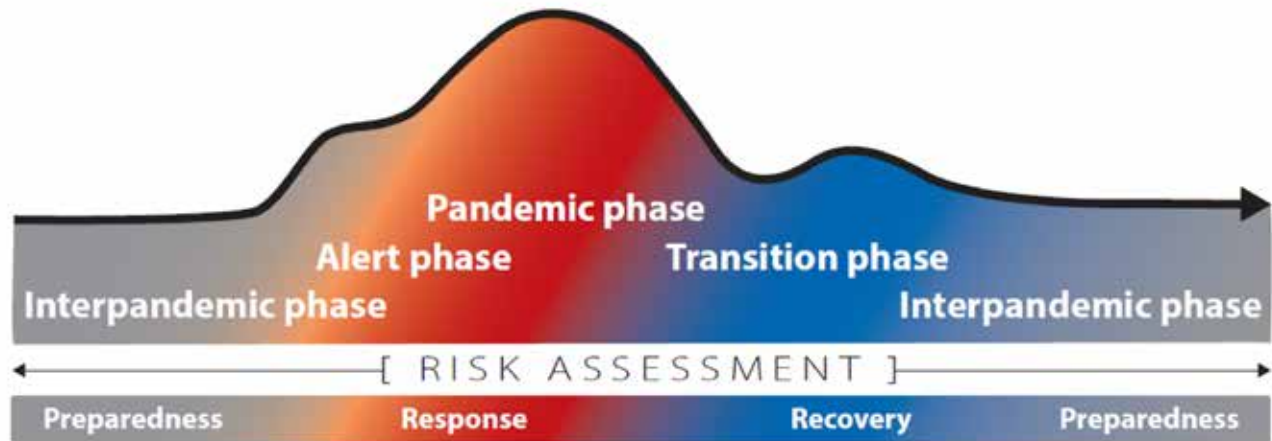 Pandemic phase
Alert phase
Transition phase
Interpandemic phase
Interpandemic phase
[ RISK ASSESSMENT ]
Preparedness
Response
Recovery
Preparedness